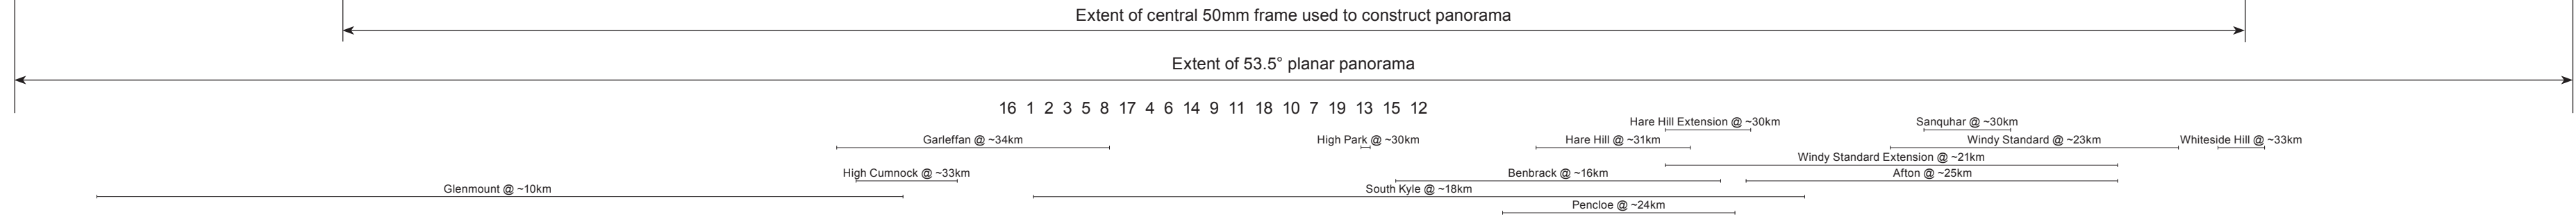 Extent of central 50mm frame used to construct panorama
Extent of 53.5° planar panorama
16 1 2 3 5 8 17 4 6 14 9 11 18 10 7 19 13 15 12
Hare Hill Extension @ ~30km Sanquhar @ ~30km
Garleffan @ ~34km High Park @ ~30km Hare Hill @ ~31km Windy Standard @ ~23km Whiteside Hill @ ~33km
Windy Standard Extension @ ~21km
High Cumnock @ ~33km Benbrack @ ~16km Afton @ ~25km
Glenmount @ ~10km South Kyle @ ~18km
Pencloe @ ~24km